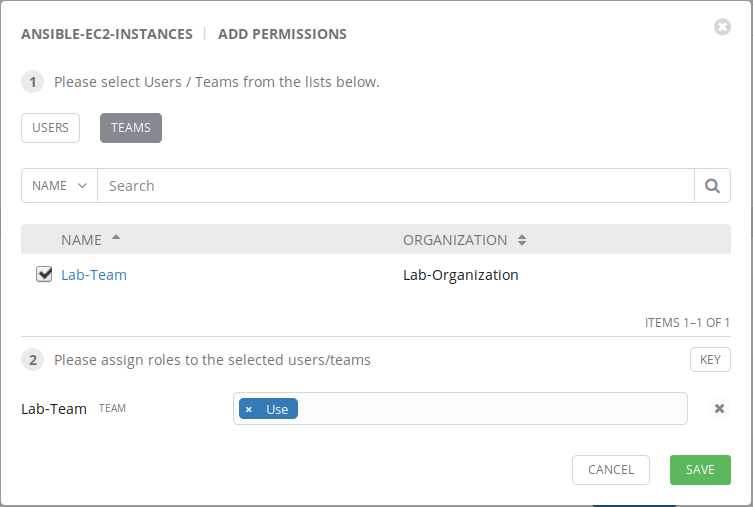 ANSIBLE-EC2-INSTANCES | ADD PERMISSIONS
1 Please select Users / Teams from the lists below.
USERS TEAMS
NAME Search
NAME ORGANIZATION
Lab-Team Lab-Organization
ITEMS 1–1 OF 1
2 Please assign roles to the selected users/teams KEY
Lab-Team TEAM × Use
CANCEL SAVE